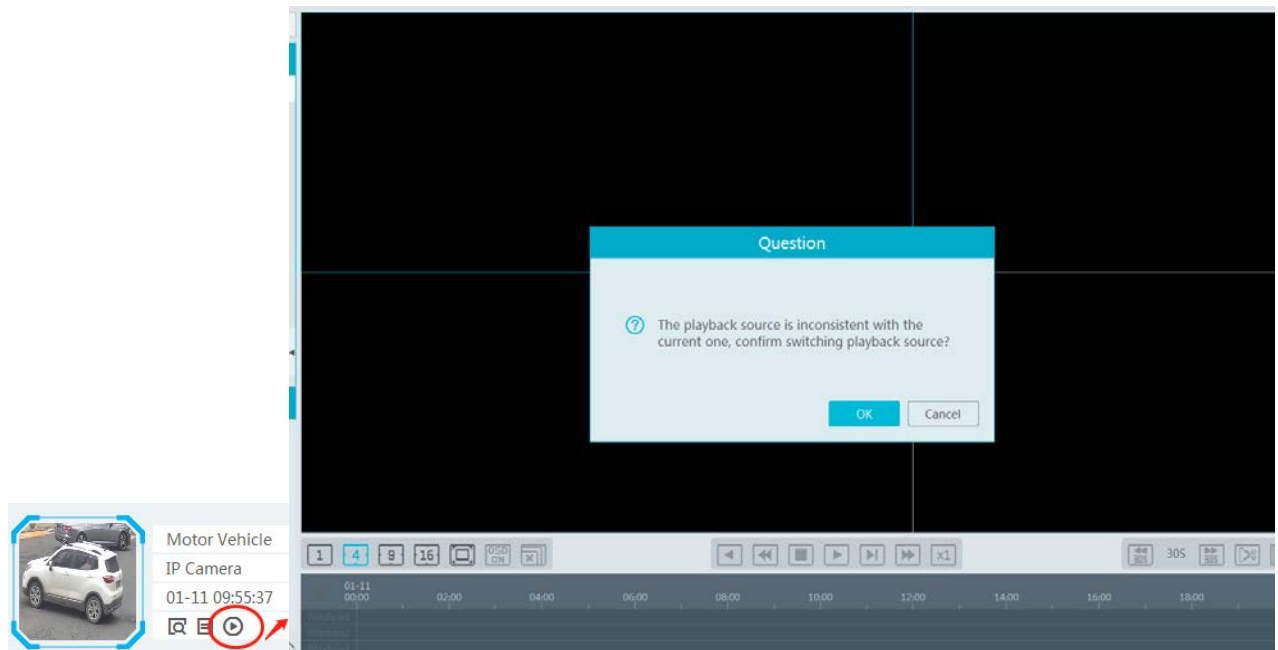 Question
The playback source is inconsistent with the
current one, confirm switching playback source?
OK Cancel
Motor Vehicle
IP Camera
01-11 09:55:37
1 4 9 16 OSD ON x1 30S 30S 30S
01-11
00:00 02:00 04:00 06:00 08:00 10:00 12:00 14:00 16:00 18:00